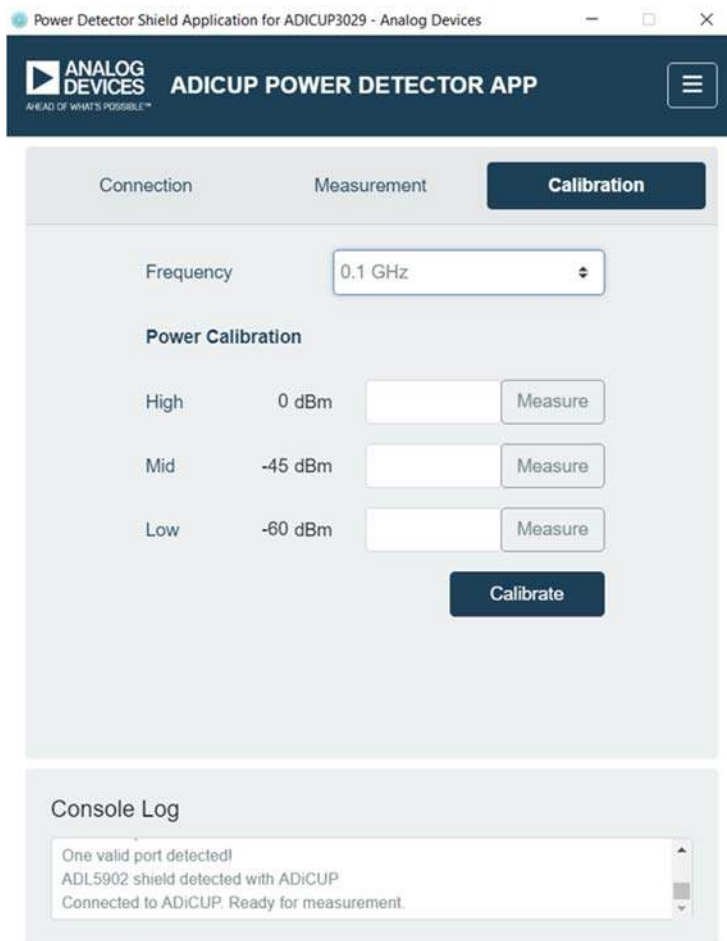 Power Detector Shield Application for ADICUP3029 - Analog Devices
ANALOG
DEVICES
AHEAD OF WHAT'S POSSIBLE™
ADICUP POWER DETECTOR APP
Connection Measurement Calibration
Frequency 0.1 GHz
Power Calibration
High 0 dBm Measure
Mid -45 dBm Measure
Low -60 dBm Measure
Calibrate
Console Log
One valid port detected!
ADL5902 shield detected with ADiCUP
Connected to ADiCUP. Ready for measurement.